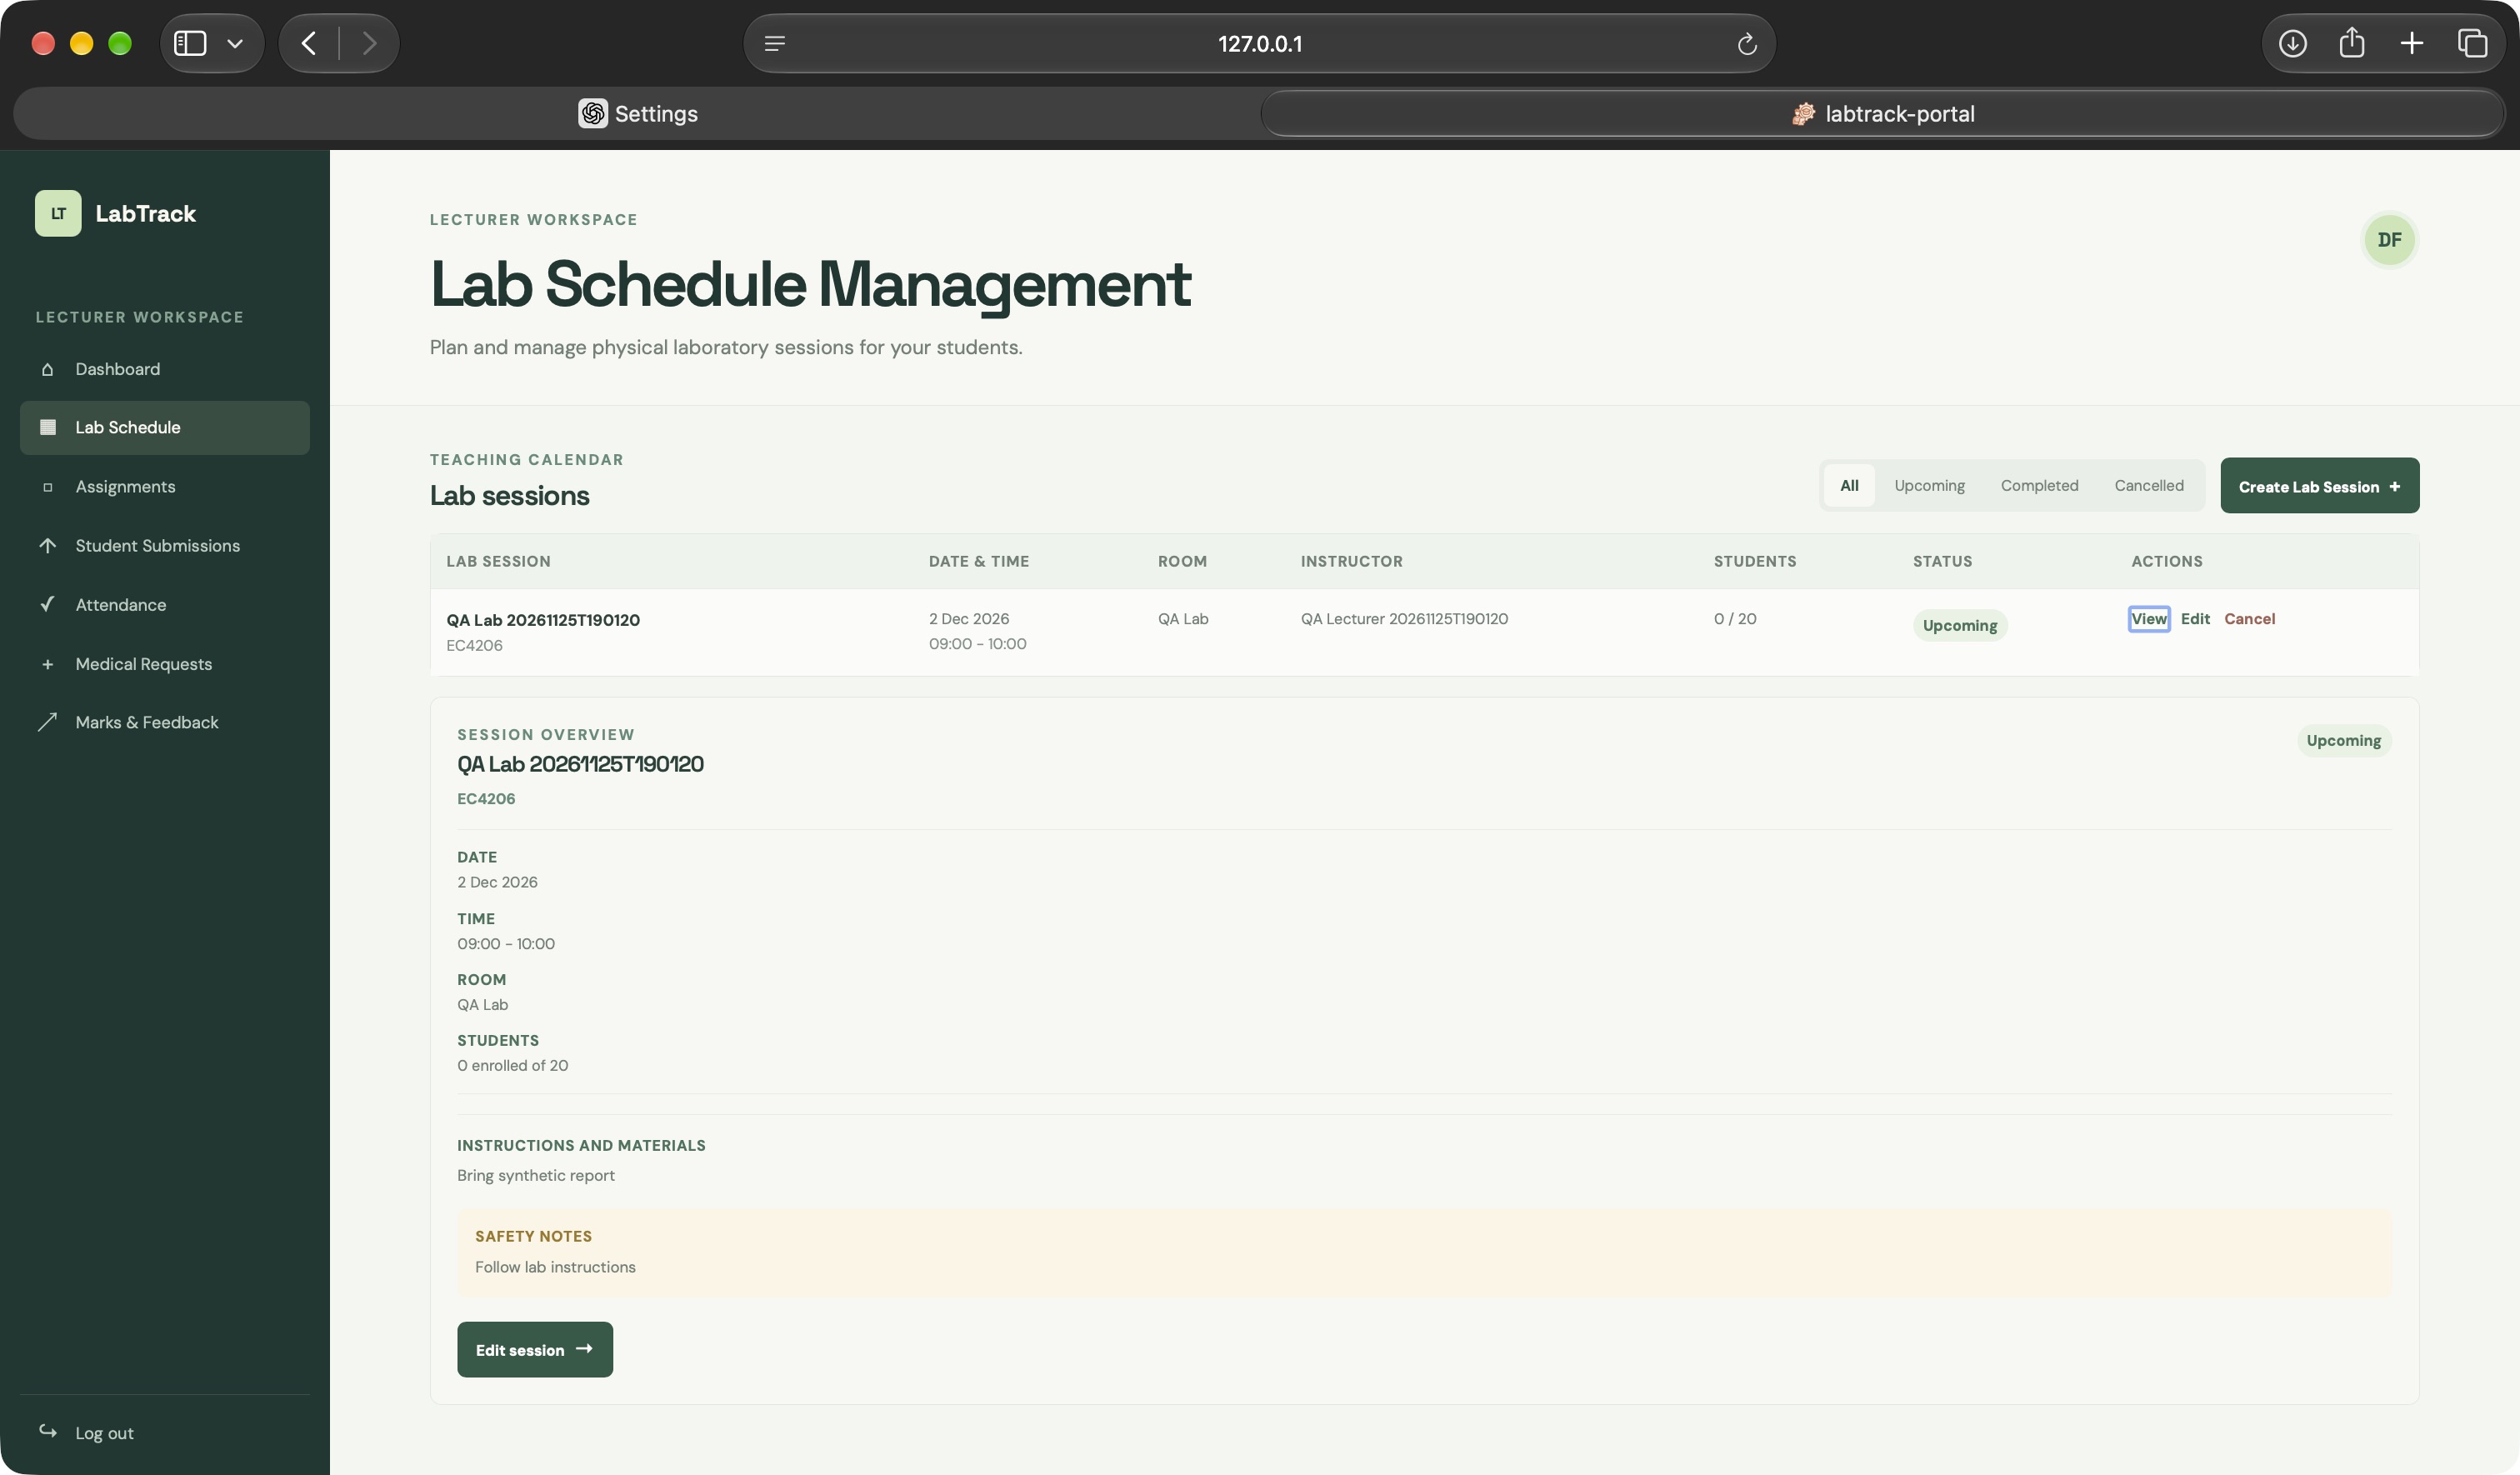 127.0.0.1
Settings
labtrack-portal
LT
LabTrack
LECTURER WORKSPACE
Dashboard
Lab Schedule
Assignments
Student Submissions
Attendance
Medical Requests
Marks & Feedback
Log out
LECTURER WORKSPACE
Lab Schedule Management
Plan and manage physical laboratory sessions for your students.
DF
TEACHING CALENDAR
Lab sessions
All Upcoming Completed Cancelled
Create Lab Session +
LAB SESSION DATE & TIME ROOM INSTRUCTOR STUDENTS STATUS ACTIONS
QA Lab 20261125T190120 2 Dec 2026 QA Lab QA Lecturer 20261125T190120 0 / 20 Upcoming View Edit Cancel
EC4206 09:00 - 10:00
SESSION OVERVIEW
Upcoming
QA Lab 20261125T190120
EC4206
DATE
2 Dec 2026
TIME
09:00 - 10:00
ROOM
QA Lab
STUDENTS
0 enrolled of 20
INSTRUCTIONS AND MATERIALS
Bring synthetic report
SAFETY NOTES
Follow lab instructions
Edit session →